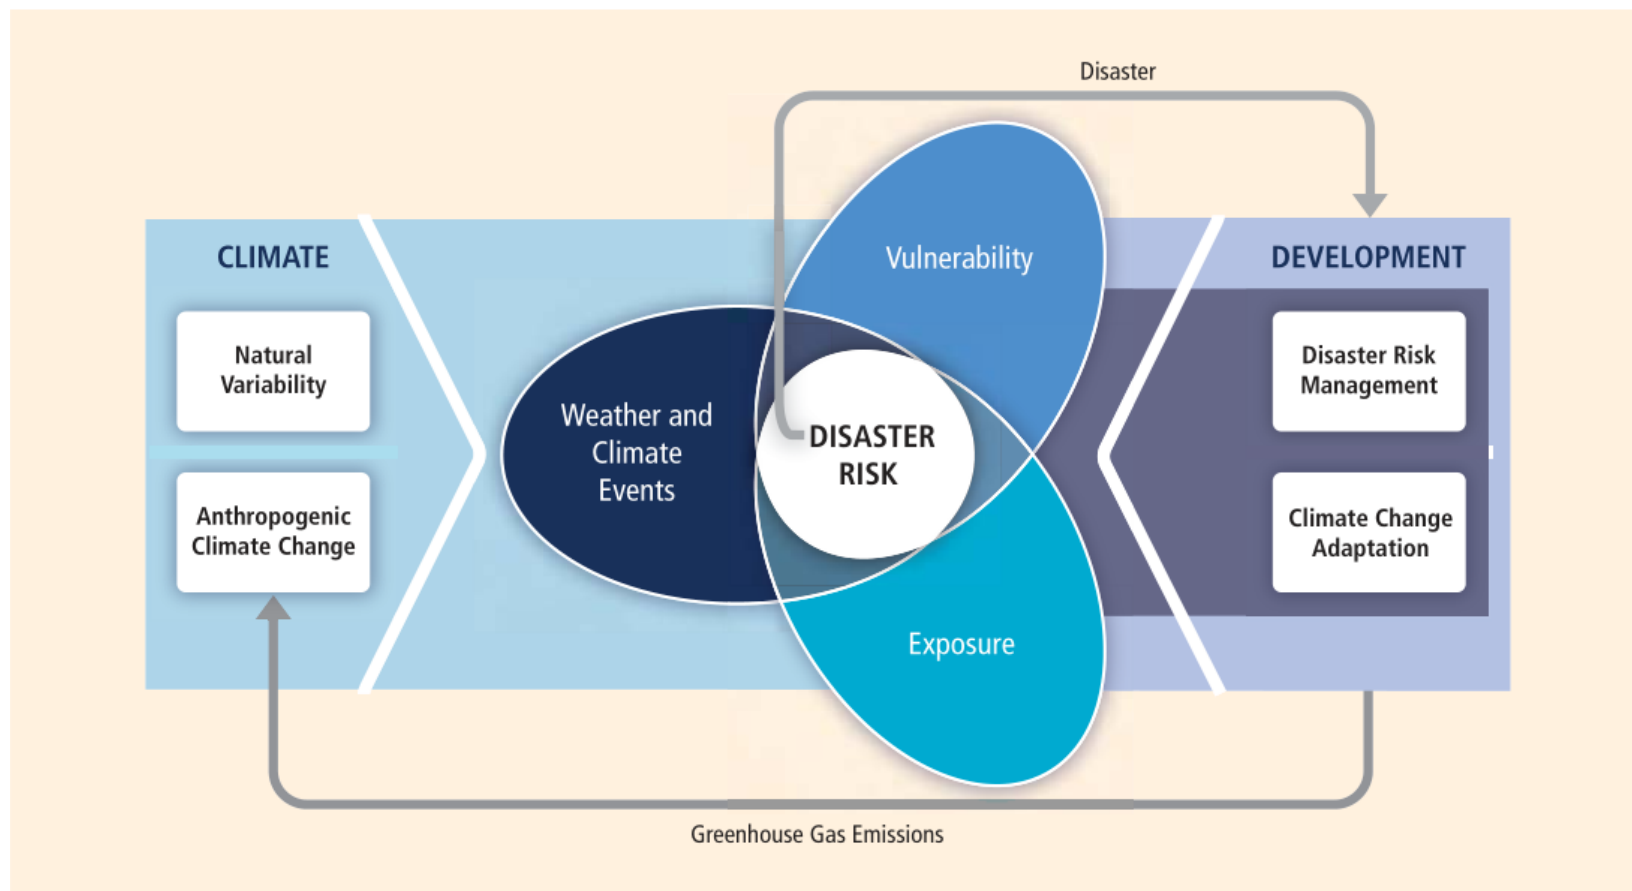 Disaster
CLIMATE
Natural
Variability
Anthropogenic
Climate Change
Weather and
Climate
Events
Vulnerability
DISASTER
RISK
Exposure
DEVELOPMENT
Disaster Risk
Management
Climate Change
Adaptation
Greenhouse Gas Emissions